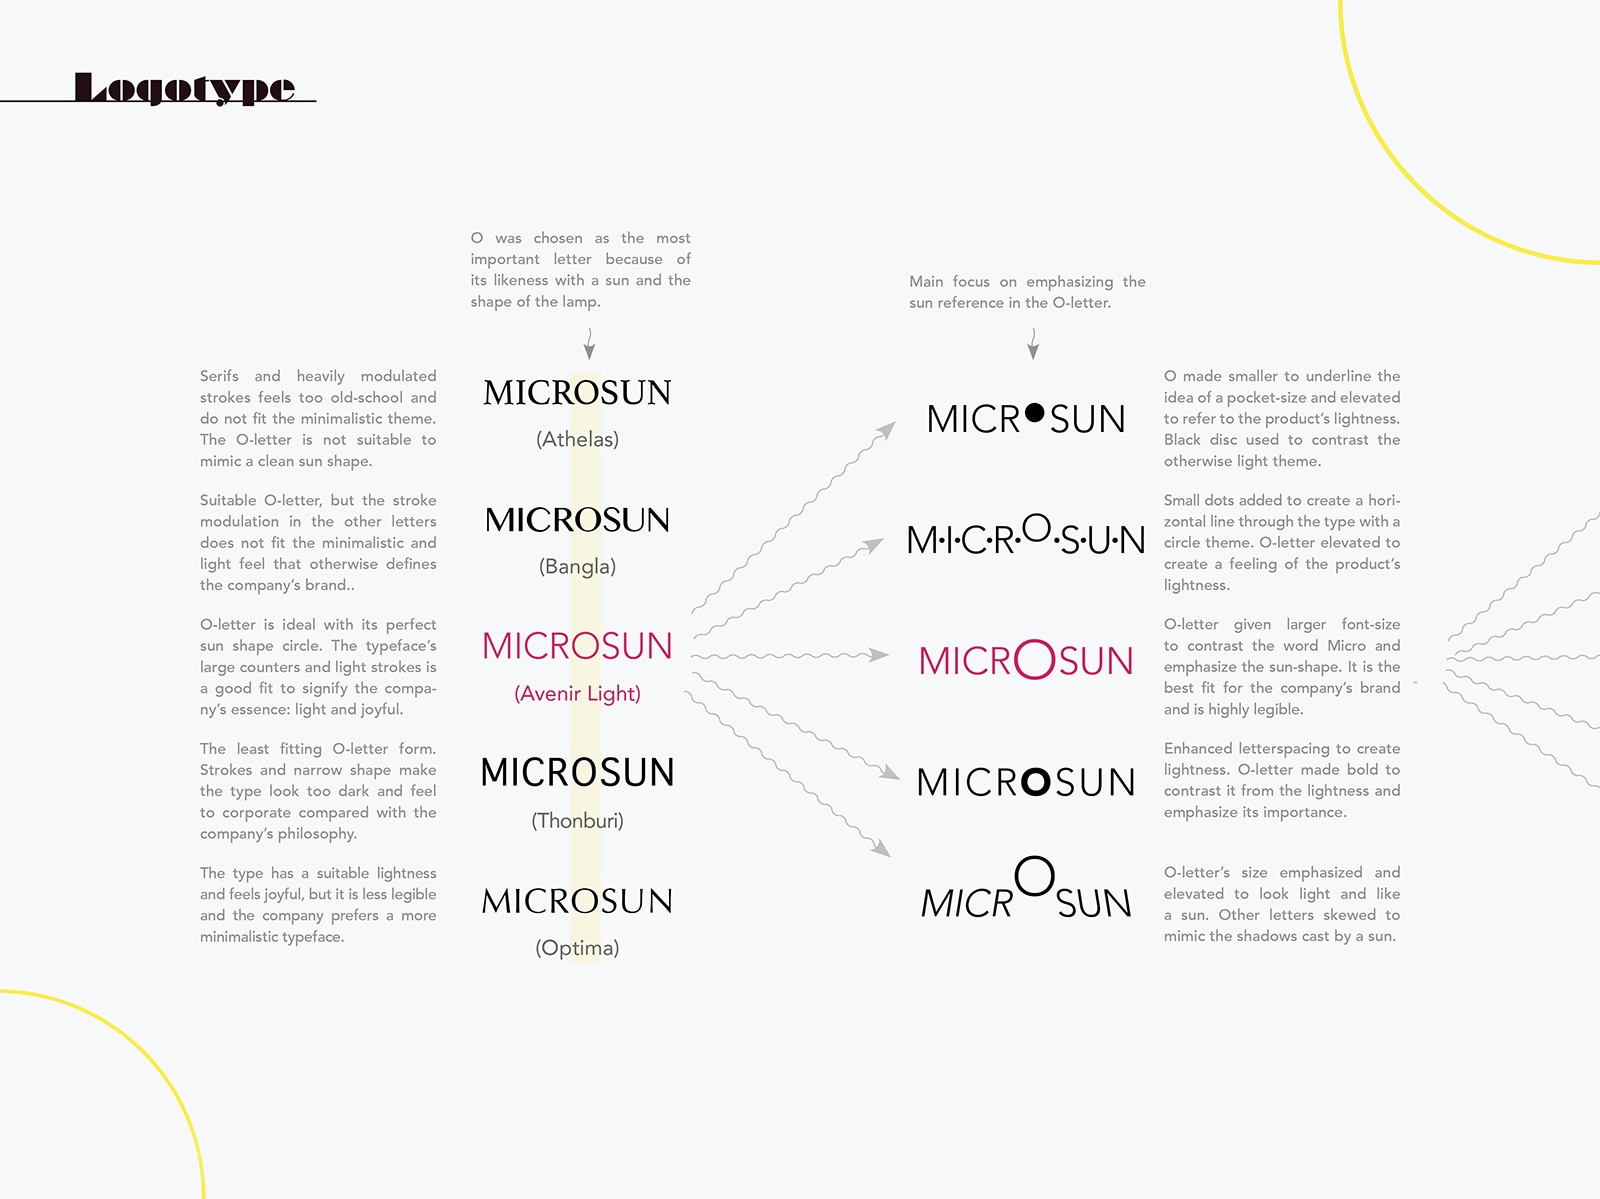 Logotype
O was chosen as the most
important letter because of
its likeness with a sun and the
shape of the lamp.
Main focus on emphasizing the
sun reference in the O-letter.
Serifs and heavily modulated
strokes feels too old-school and
do not fit the minimalistic theme.
The O-letter is not suitable to
mimic a clean sun shape.
Suitable O-letter, but the stroke
modulation in the other letters
does not fit the minimalistic and
light feel that otherwise defines
the company's brand..
O-letter is ideal with its perfect
sun shape circle. The typeface's
large counters and light strokes is
a good fit to signify the compa-
ny's essence: light and joyful.
The least fitting O-letter form.
Strokes and narrow shape make
the type look too dark and feel
to corporate compared with the
company's philosophy.
The type has a suitable lightness
and feels joyful, but it is less legible
and the company prefers a more
minimalistic typeface.
MICROSUN
(Athelas)
MICROSUN
(Bangla)
MICROSUN
(Avenir Light)
MICROSUN
(Thonburi)
MICROSUN
(Optima)
MICR●SUN
M·I·C·R·O·S·U·N
MICROSUN
MICROSUN
MICROSUN
O made smaller to underline the
idea of a pocket-size and elevated
to refer to the product's lightness.
Black disc used to contrast the
otherwise light theme.
Small dots added to create a hori-
zontal line through the type with a
circle theme. O-letter elevated to
create a feeling of the product's
lightness.
O-letter given larger font-size
to contrast the word Micro and
emphasize the sun-shape. It is the
best fit for the company's brand
and is highly legible.
Enhanced letterspacing to create
lightness. O-letter made bold to
contrast it from the lightness and
emphasize its importance.
O-letter's size emphasized and
elevated to look light and like
a sun. Other letters skewed to
mimic the shadows cast by a sun.